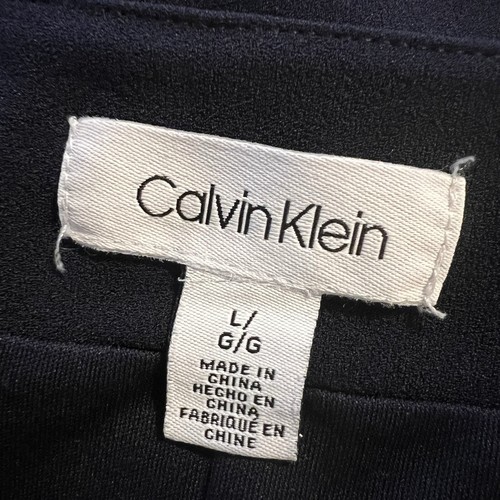 Calvin Klein
L/
G/G
MADE IN
CHINA
HECHO EN
CHINA
FABRIQUÉ EN
CHINE